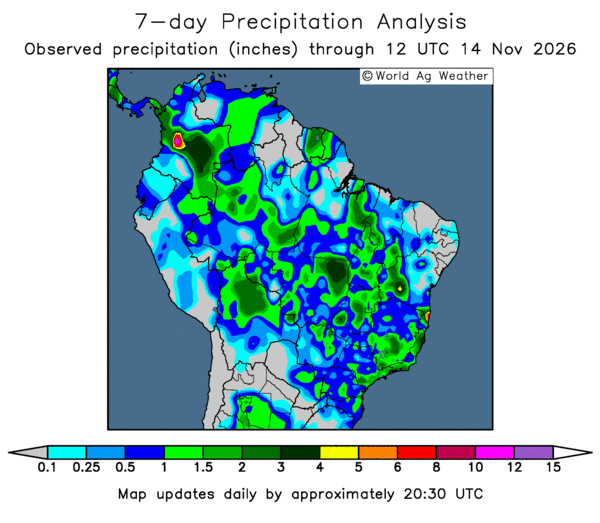 7-day Precipitation Analysis
Observed precipitation (inches) through 12 UTC 14 Nov 2026
©World Ag Weather
0.1 0.25 0.5 1 1.5 2 3 4 5 6 8 10 12 15
Map updates daily by approximately 20:30 UTC